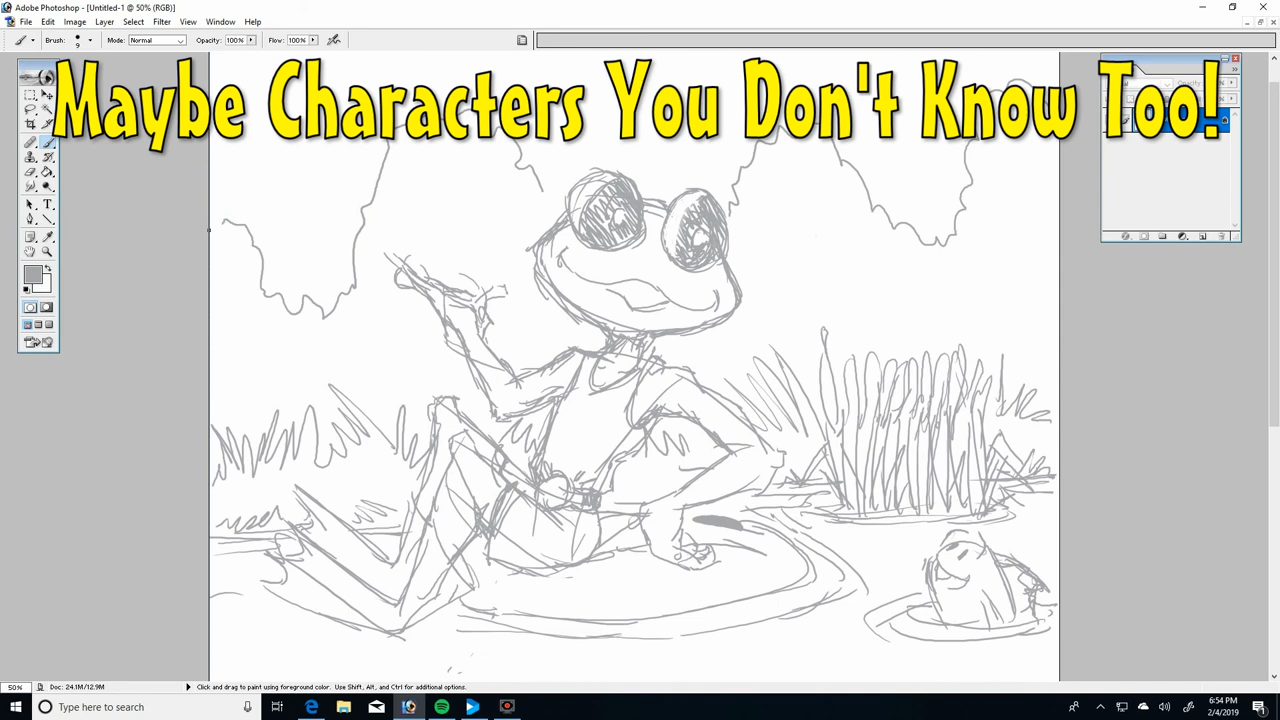 Adobe Photoshop - [Untitled-1 @ 50% (RGB)]
File Edit Image Layer Select Filter View Window Help
Brush: 9 Mode: Normal Opacity: 100% Flow: 100%
Maybe Characters You Don't Know Too!
50% Doc: 24.1M/12.9M Click and drag to paint using foreground color. Use Shift, Alt, and Ctrl for additional options.
Type here to search
6:54 PM
2/4/2019